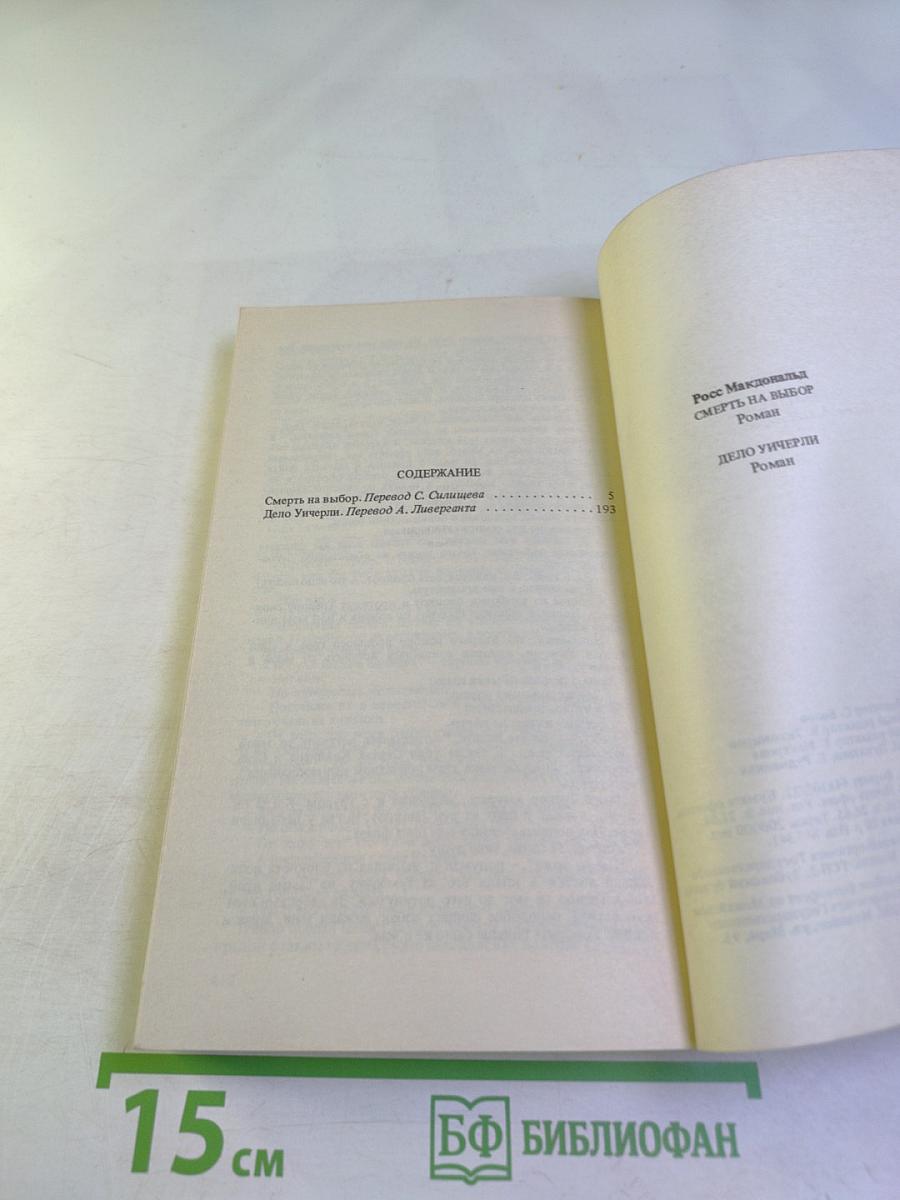 СОДЕРЖАНИЕ
Смерть на выбор. Перевод С. Силищева . . . . . . . . . . . . . 5
Дело Уичерли. Перевод А. Ливерганта . . . . . . . . . . . . . . 193
Росс Макдональд
СМЕРТЬ НА ВЫБОР
Роман
ДЕЛО УИЧЕРЛИ
Роман
15 см
БФ БИБЛИОФАН